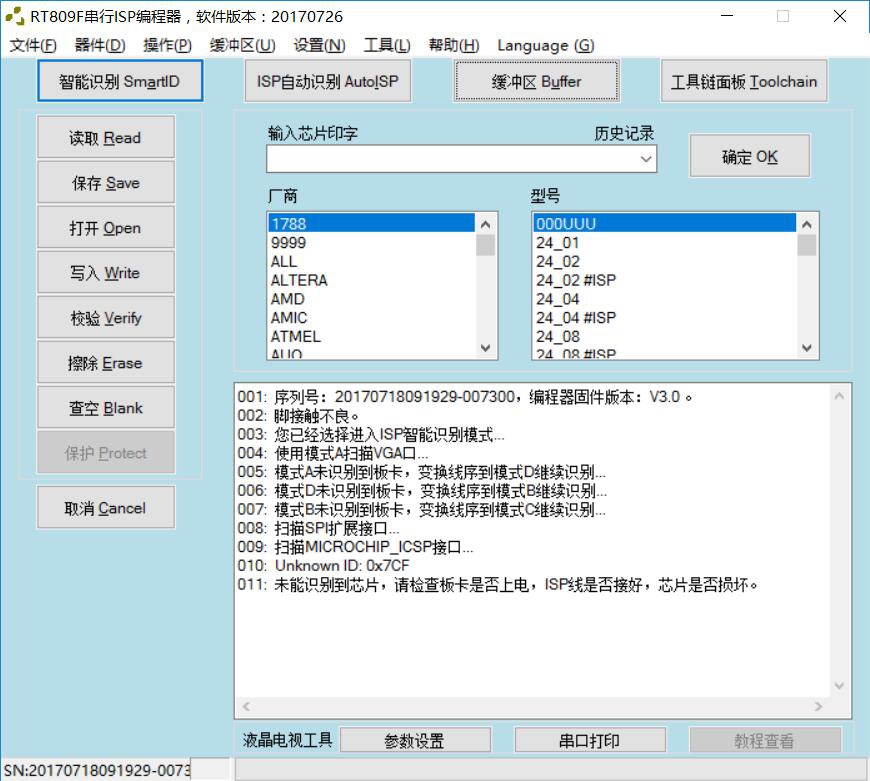 RT809F串行ISP编程器，软件版本：20170726
文件(F) 器件(D) 操作(P) 缓冲区(U) 设置(N) 工具(L) 帮助(H) Language (G)
智能识别 SmartID
ISP自动识别 AutoISP
缓冲区 Buffer
工具链面板 Toolchain
读取 Read
保存 Save
打开 Open
写入 Write
校验 Verify
擦除 Erase
查空 Blank
保护 Protect
取消 Cancel
输入芯片印字
历史记录
确定 OK
厂商
1788
9999
ALL
ALTERA
AMD
AMIC
ATMEL
AUO
型号
000UUU
24_01
24_02
24_02 #ISP
24_04
24_04 #ISP
24_08
24_08 #ISP
001: 序列号：20170718091929-007300，编程器固件版本：V3.0 。
002: 脚接触不良。
003: 您已经选择进入ISP智能识别模式...
004: 使用模式A扫描VGA口...
005: 模式A未识别到板卡，变换线序到模式D继续识别...
006: 模式D未识别到板卡，变换线序到模式B继续识别...
007: 模式B未识别到板卡，变换线序到模式C继续识别...
008: 扫描SPI扩展接口...
009: 扫描MICROCHIP_ICSP接口...
010: Unknown ID: 0x7CF
011: 未能识别到芯片，请检查板卡是否上电，ISP线是否接好，芯片是否损坏。
液晶电视工具
参数设置
串口打印
教程查看
SN:20170718091929-0073